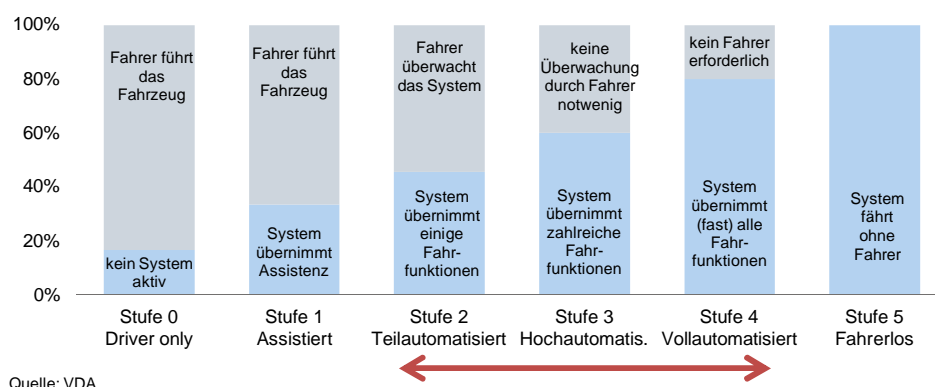 100%
80%
60%
40%
20%
0%
Fahrer führt
das
Fahrzeug
kein System
aktiv
Fahrer führt
das
Fahrzeug
System
übernimmt
Assistenz
Fahrer
überwacht
das System
System
übernimmt
einige
Fahr-
funktionen
keine
Überwachung
durch Fahrer
notwenig
System
übernimmt
zahlreiche
Fahr-
funktionen
kein Fahrer
erforderlich
System
übernimmt
(fast) alle
Fahr-
funktionen
System
fährt
ohne
Fahrer
Stufe 0
Driver only
Stufe 1
Assistiert
Stufe 2
Teilautomatisiert
Stufe 3
Hochautomatis.
Stufe 4
Vollautomatisiert
Stufe 5
Fahrerlos
Quelle: VDA